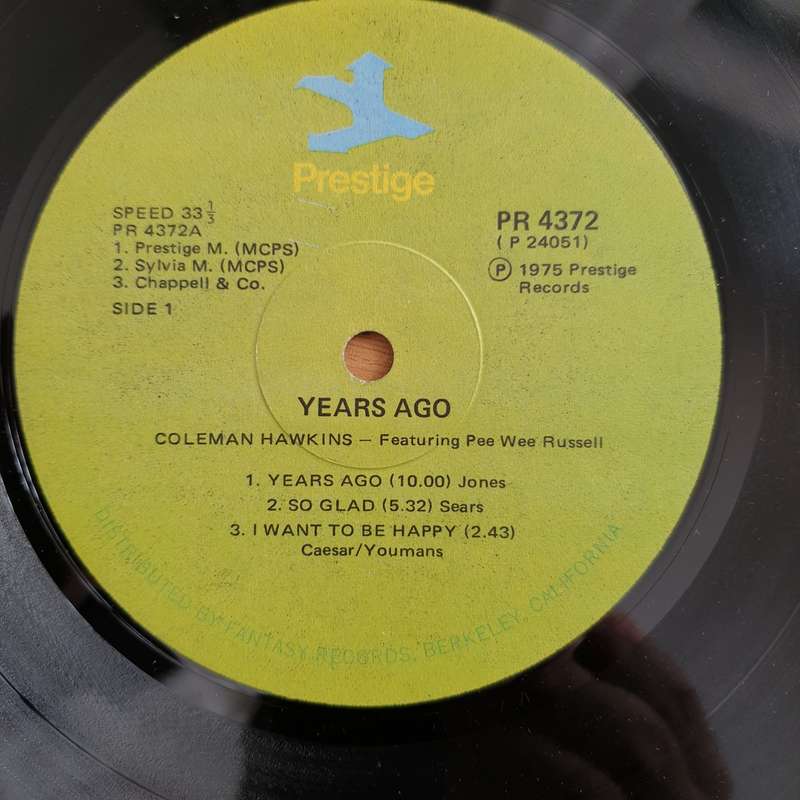 Prestige
SPEED 33 1/3
PR 4372A
1. Prestige M. (MCPS)
2. Sylvia M. (MCPS)
3. Chappell & Co.
SIDE 1
PR 4372
( P 24051)
Ⓟ 1975 Prestige
Records
YEARS AGO
COLEMAN HAWKINS – Featuring Pee Wee Russell
1. YEARS AGO (10.00) Jones
2. SO GLAD (5.32) Sears
3. I WANT TO BE HAPPY (2.43)
Caesar/Youmans
DISTRIBUTED BY FANTASY RECORDS, BERKELEY, CALIFORNIA